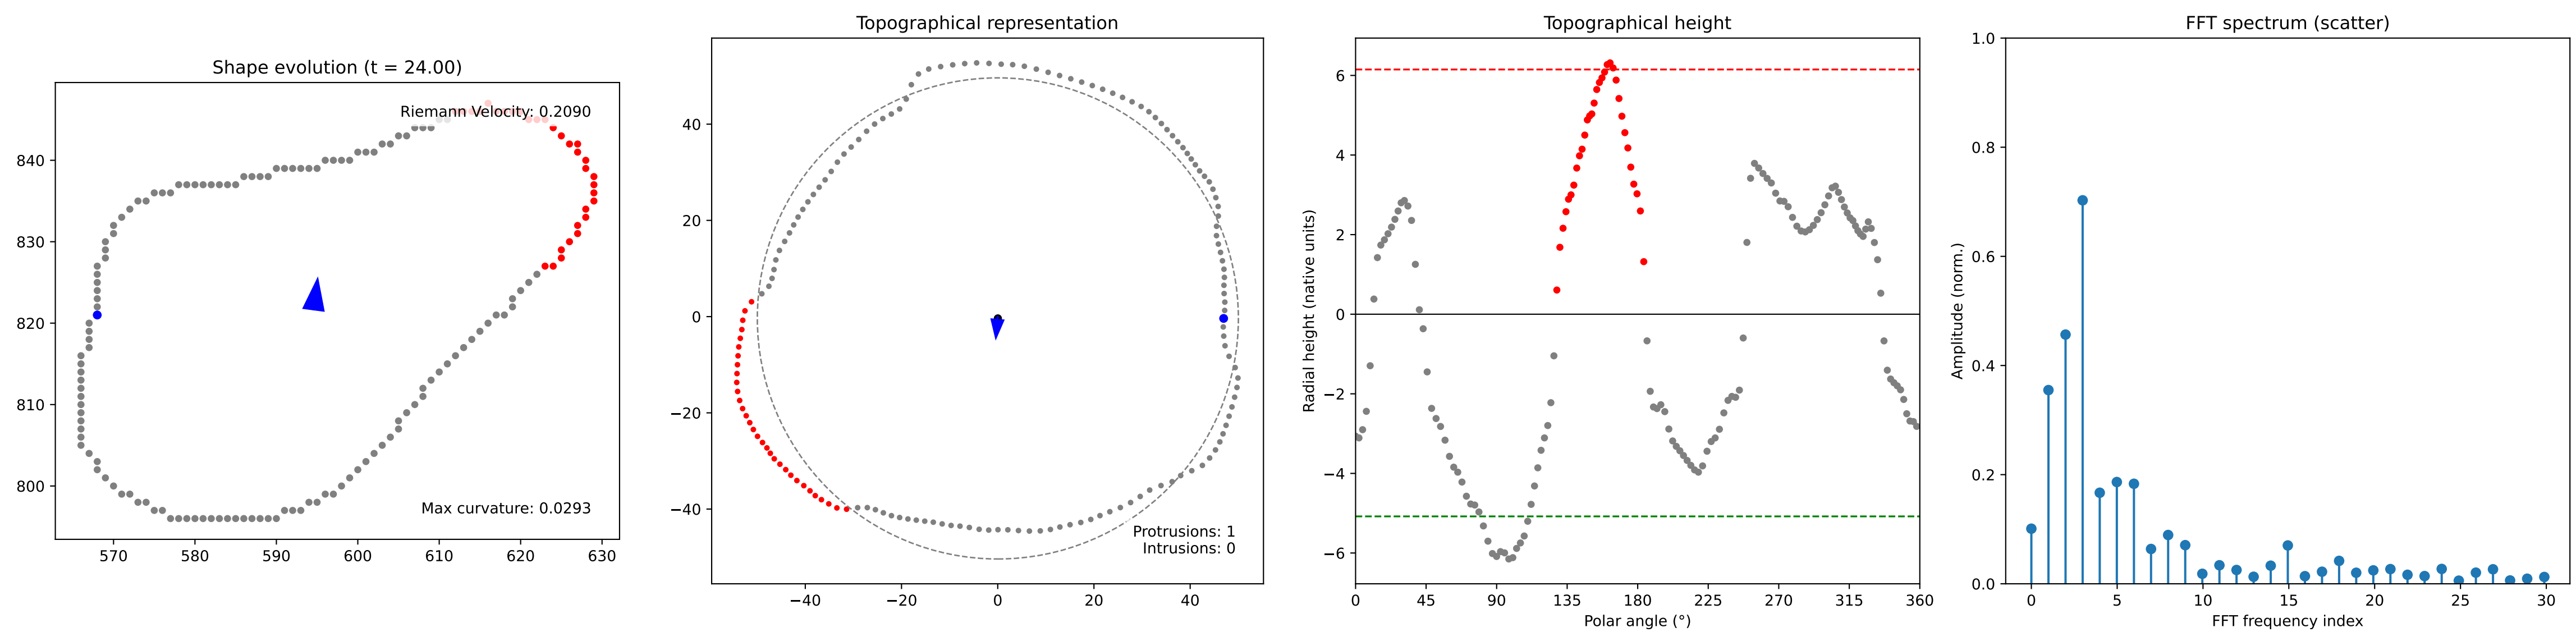 Shape evolution (t = 24.00)
Riemann Velocity: 0.2090
Max curvature: 0.0293
840
830
820
810
800
570 580 590 600 610 620 630
Topographical representation
40
20
0
−20
−40
Protrusions: 1
Intrusions: 0
−40 −20 0 20 40
Topographical height
Radial height (native units)
6
4
2
0
−2
−4
−6
0 45 90 135 180 225 270 315 360
Polar angle (°)
FFT spectrum (scatter)
Amplitude (norm.)
1.0
0.8
0.6
0.4
0.2
0.0
0 5 10 15 20 25 30
FFT frequency index